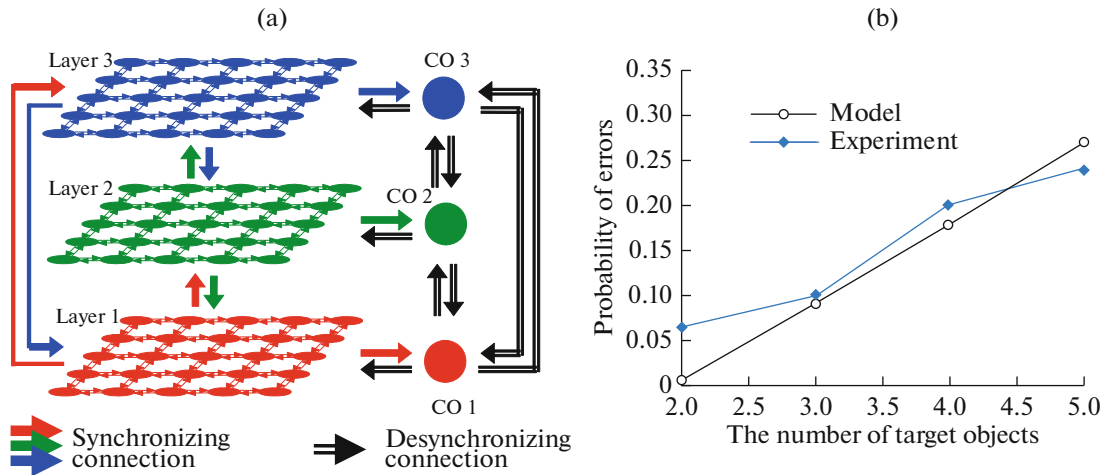 (a)
Layer 3
CO 3
Layer 2
CO 2
Layer 1
CO 1
Synchronizing
connection
Desynchronizing
connection
(b)
Probability of errors
0.35
0.30
0.25
0.20
0.15
0.10
0.05
0
Model
Experiment
2.0 2.5 3.0 3.5 4.0 4.5 5.0
The number of target objects